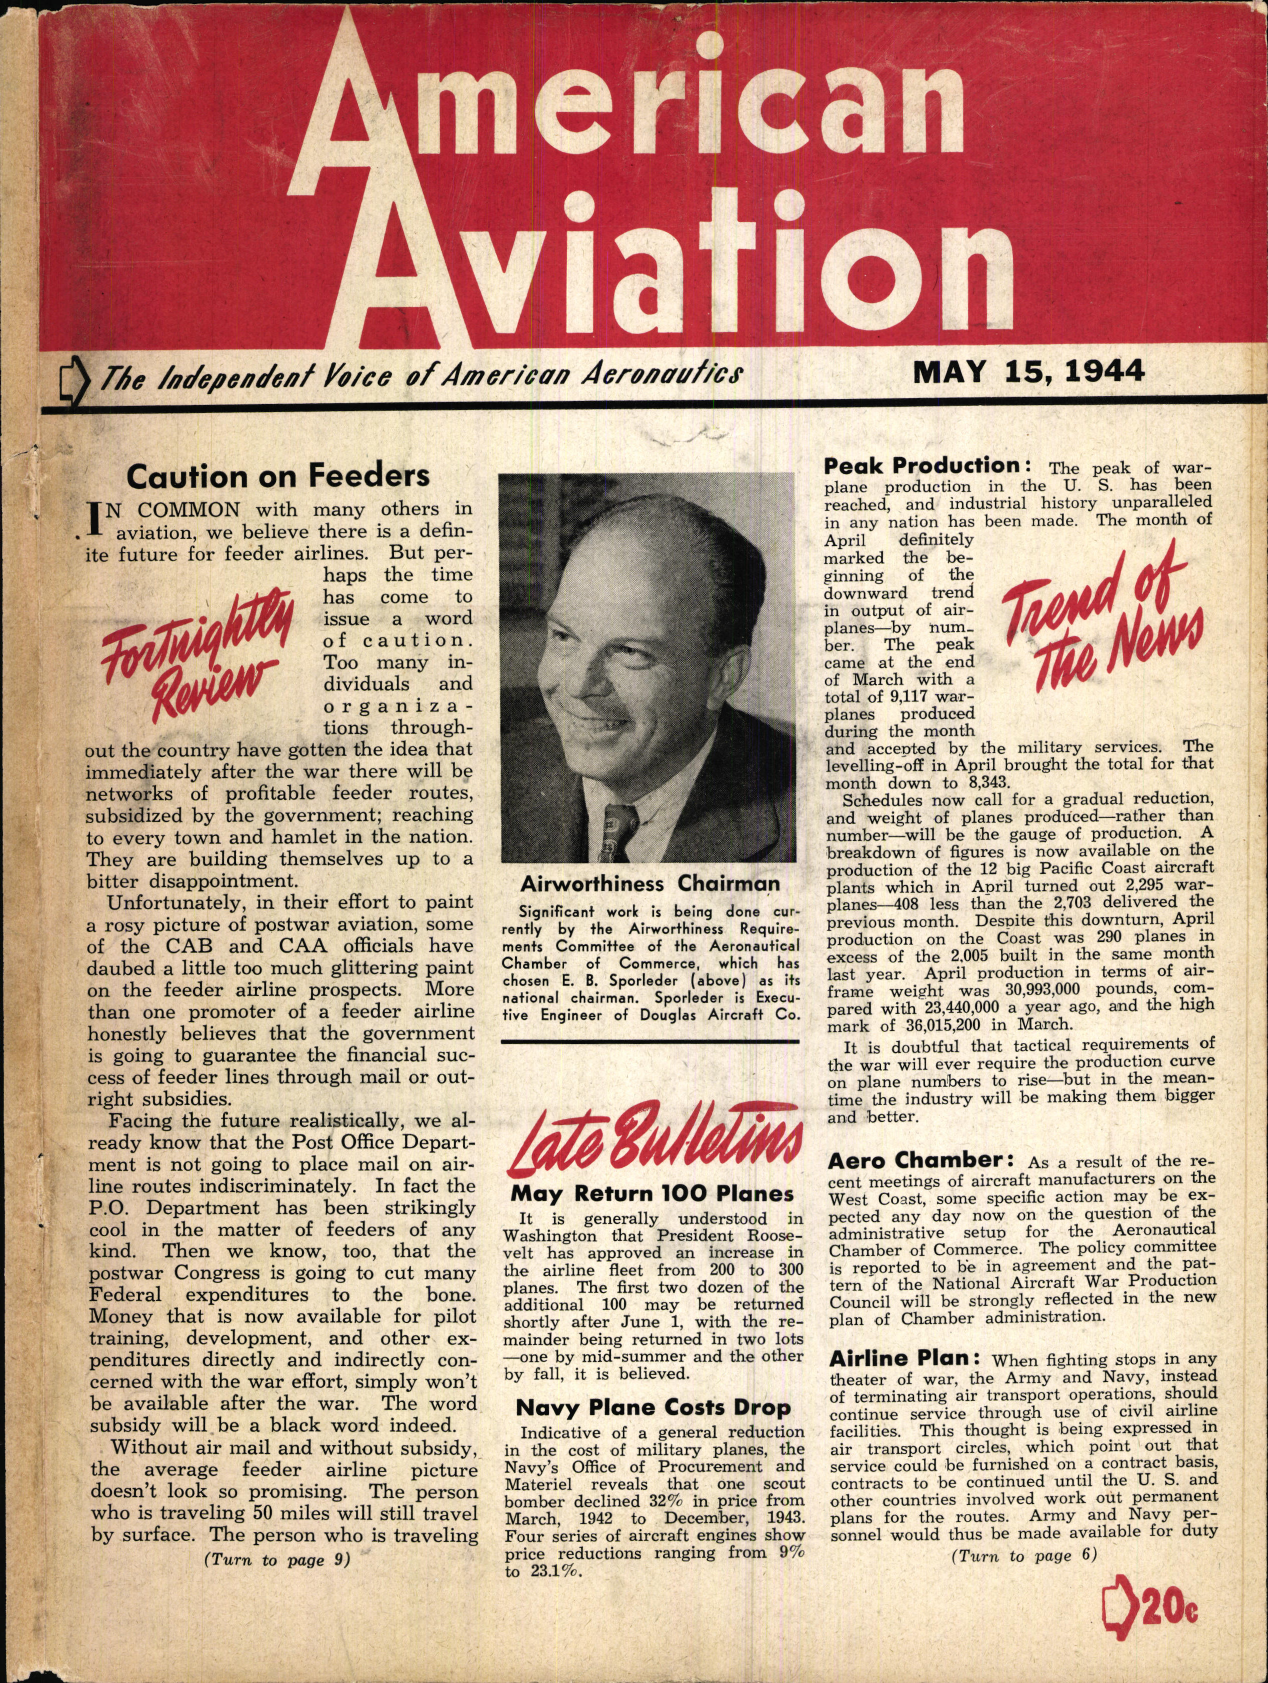 American
Aviation
The Independent Voice of American Aeronautics
MAY 15, 1944
Caution on Feeders
IN COMMON with many others in
aviation, we believe there is a defin-
ite future for feeder airlines. But per-
haps the time
has come to
issue a word
of caution.
Too many in-
dividuals and
organiza-
tions through-
Fortnightly
Review
out the country have gotten the idea that
immediately after the war there will be
networks of profitable feeder routes,
subsidized by the government; reaching
to every town and hamlet in the nation.
They are building themselves up to a
bitter disappointment.
Unfortunately, in their effort to paint
a rosy picture of postwar aviation, some
of the CAB and CAA officials have
daubed a little too much glittering paint
on the feeder airline prospects. More
than one promoter of a feeder airline
honestly believes that the government
is going to guarantee the financial suc-
cess of feeder lines through mail or out-
right subsidies.
Facing the future realistically, we al-
ready know that the Post Office Depart-
ment is not going to place mail on air-
line routes indiscriminately. In fact the
P.O. Department has been strikingly
cool in the matter of feeders of any
kind. Then we know, too, that the
postwar Congress is going to cut many
Federal expenditures to the bone.
Money that is now available for pilot
training, development, and other ex-
penditures directly and indirectly con-
cerned with the war effort, simply won't
be available after the war. The word
subsidy will be a black word indeed.
Without air mail and without subsidy,
the average feeder airline picture
doesn't look so promising. The person
who is traveling 50 miles will still travel
by surface. The person who is traveling
(Turn to page 9)
Airworthiness Chairman
Significant work is being done cur-
rently by the Airworthiness Require-
ments Committee of the Aeronautical
Chamber of Commerce, which has
chosen E. B. Sporleder (above) as its
national chairman. Sporleder is Execu-
tive Engineer of Douglas Aircraft Co.
Late Bulletins
May Return 100 Planes
It is generally understood in
Washington that President Roose-
velt has approved an increase in
the airline fleet from 200 to 300
planes. The first two dozen of the
additional 100 may be returned
shortly after June 1, with the re-
mainder being returned in two lots
—one by mid-summer and the other
by fall, it is believed.
Navy Plane Costs Drop
Indicative of a general reduction
in the cost of military planes, the
Navy's Office of Procurement and
Materiel reveals that one scout
bomber declined 32% in price from
March, 1942 to December, 1943.
Four series of aircraft engines show
price reductions ranging from 9%
to 23.1%.
Peak Production: The peak of war-
plane production in the U. S. has been
reached, and industrial history unparalleled
in any nation has been made. The month of
April definitely
marked the be-
ginning of the
downward trend
in output of air-
planes—by num-
ber. The peak
came at the end
of March with a
total of 9,117 war-
planes produced
during the month
Trend of
The News
and accepted by the military services. The
levelling-off in April brought the total for that
month down to 8,343.
Schedules now call for a gradual reduction,
and weight of planes produced—rather than
number—will be the gauge of production. A
breakdown of figures is now available on the
production of the 12 big Pacific Coast aircraft
plants which in April turned out 2,295 war-
planes—408 less than the 2,703 delivered the
previous month. Despite this downturn, April
production on the Coast was 290 planes in
excess of the 2,005 built in the same month
last year. April production in terms of air-
frame weight was 30,993,000 pounds, com-
pared with 23,440,000 a year ago, and the high
mark of 36,015,200 in March.
It is doubtful that tactical requirements of
the war will ever require the production curve
on plane numbers to rise—but in the mean-
time the industry will be making them bigger
and better.
Aero Chamber: As a result of the re-
cent meetings of aircraft manufacturers on the
West Coast, some specific action may be ex-
pected any day now on the question of the
administrative setup for the Aeronautical
Chamber of Commerce. The policy committee
is reported to be in agreement and the pat-
tern of the National Aircraft War Production
Council will be strongly reflected in the new
plan of Chamber administration.
Airline Plan: When fighting stops in any
theater of war, the Army and Navy, instead
of terminating air transport operations, should
continue service through use of civil airline
facilities. This thought is being expressed in
air transport circles, which point out that
service could be furnished on a contract basis,
contracts to be continued until the U. S. and
other countries involved work out permanent
plans for the routes. Army and Navy per-
sonnel would thus be made available for duty
(Turn to page 6)
20c